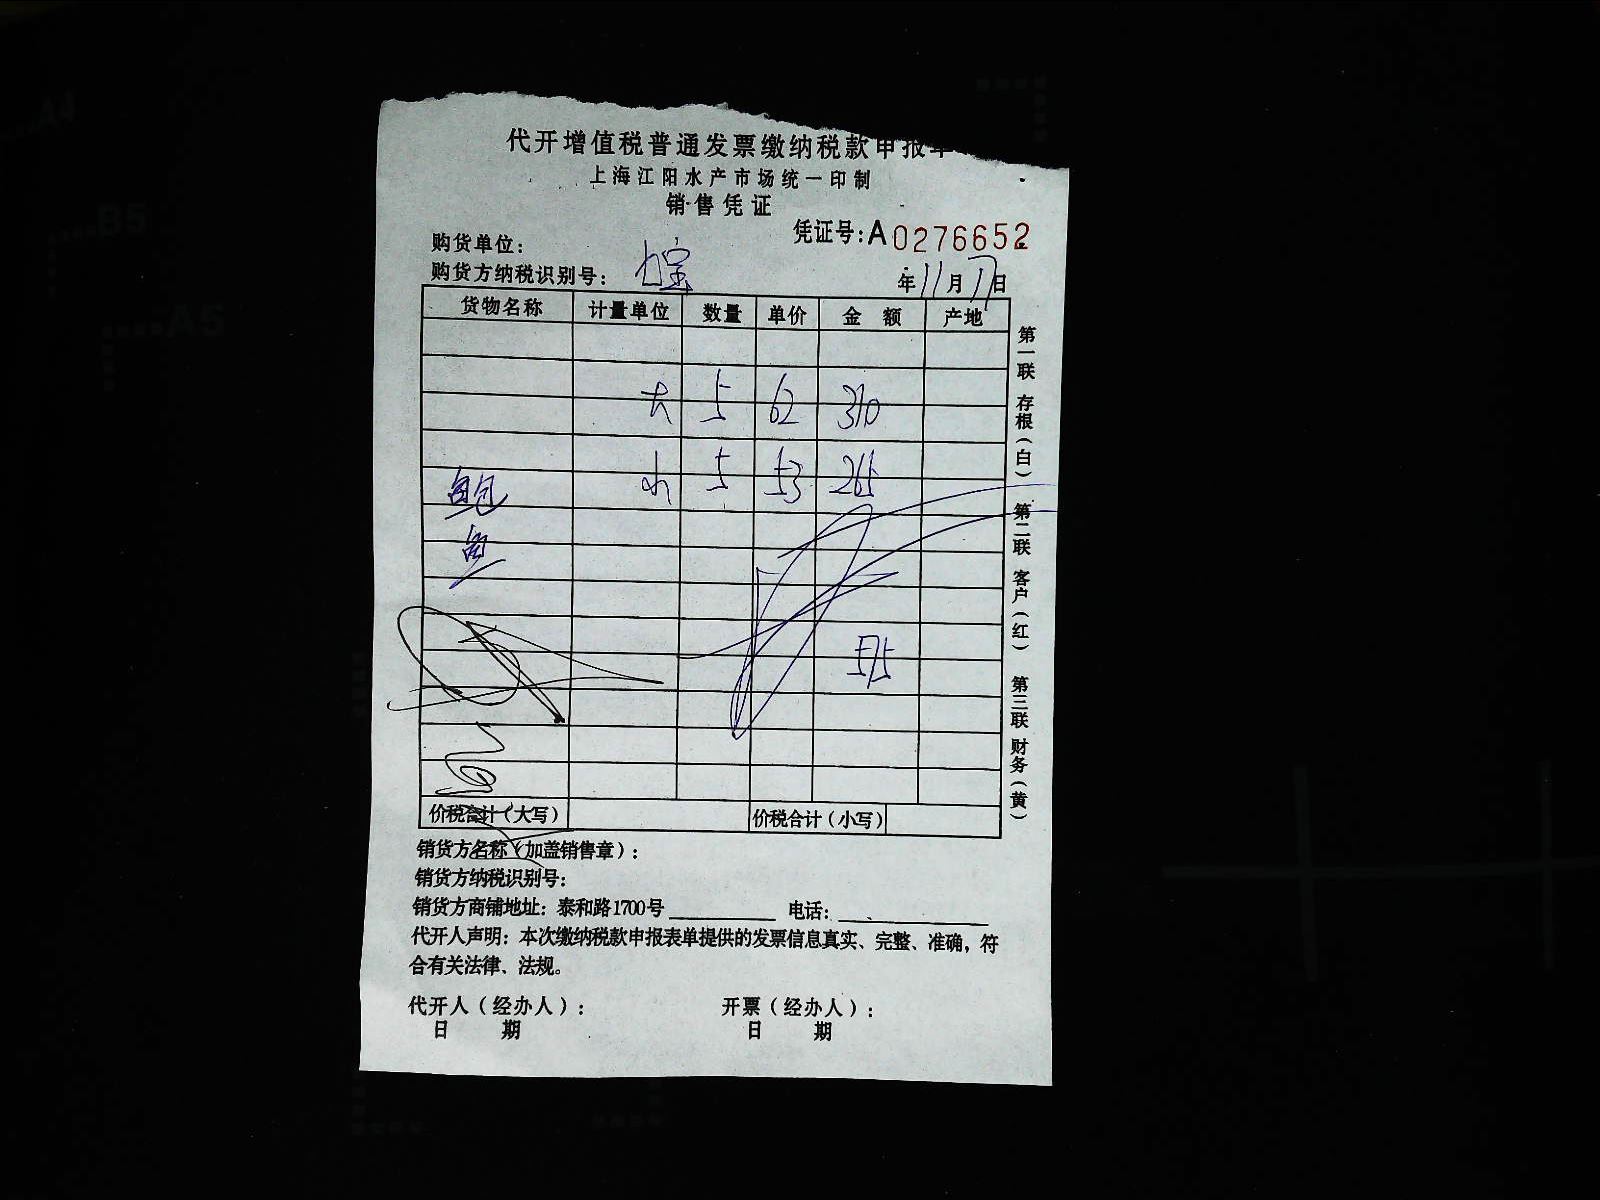 代开增值税普通发票缴纳税款申报单
上海江阳水产市场统一印制
销售凭证
凭证号:A0276652
购货单位:
购货方纳税识别号: 宝
年11月17日
货物名称 计量单位 数量 单价 金额 产地
大 5 62 310
小 5 53 265
鲍
鱼
575
价税合计(大写) 价税合计(小写)
第一联 存根(白) 第二联 客户(红) 第三联 财务(黄)
销货方名称(加盖销售章):
销货方纳税识别号:
销货方商铺地址: 泰和路1700号 电话:
代开人声明: 本次缴纳税款申报表单提供的发票信息真实、完整、准确, 符
合有关法律、法规。
代开人(经办人): 开票(经办人):
日 期 日 期